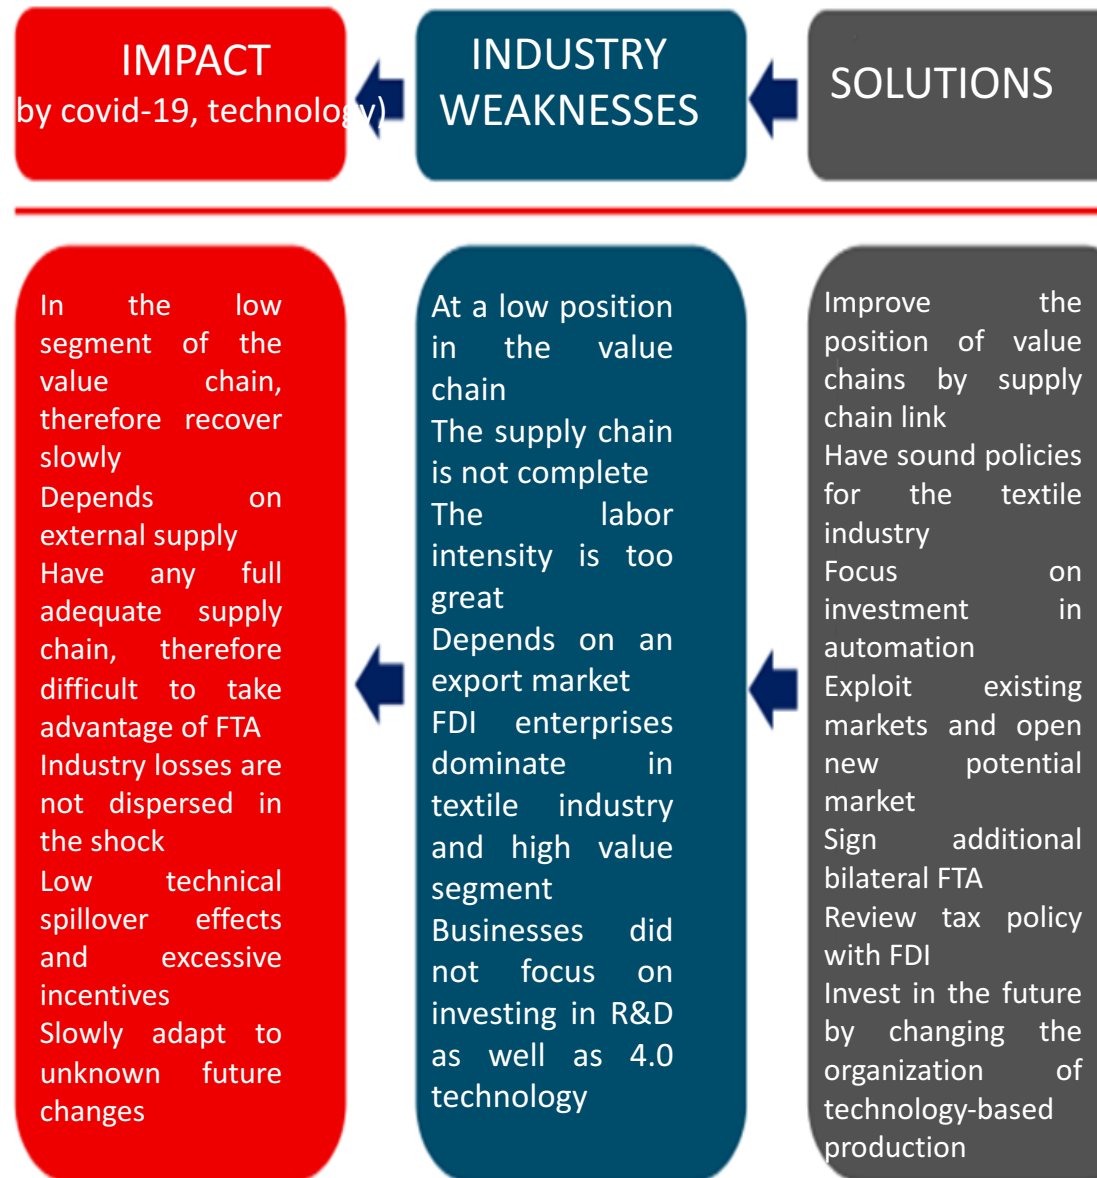 IMPACT
by covid-19, technology)
INDUSTRY
WEAKNESSES
SOLUTIONS
In the low
segment of the
value chain,
therefore recover
slowly
Depends on
external supply
Have any full
adequate supply
chain, therefore
difficult to take
advantage of FTA
Industry losses are
not dispersed in
the shock
Low technical
spillover effects
and excessive
incentives
Slowly adapt to
unknown future
changes
At a low position
in the value
chain
The supply chain
is not complete
The labor
intensity is too
great
Depends on an
export market
FDI enterprises
dominate in
textile industry
and high value
segment
Businesses did
not focus on
investing in R&D
as well as 4.0
technology
Improve the
position of value
chains by supply
chain link
Have sound policies
for the textile
industry
Focus on
investment in
automation
Exploit existing
markets and open
new potential
market
Sign additional
bilateral FTA
Review tax policy
with FDI
Invest in the future
by changing the
organization of
technology-based
production